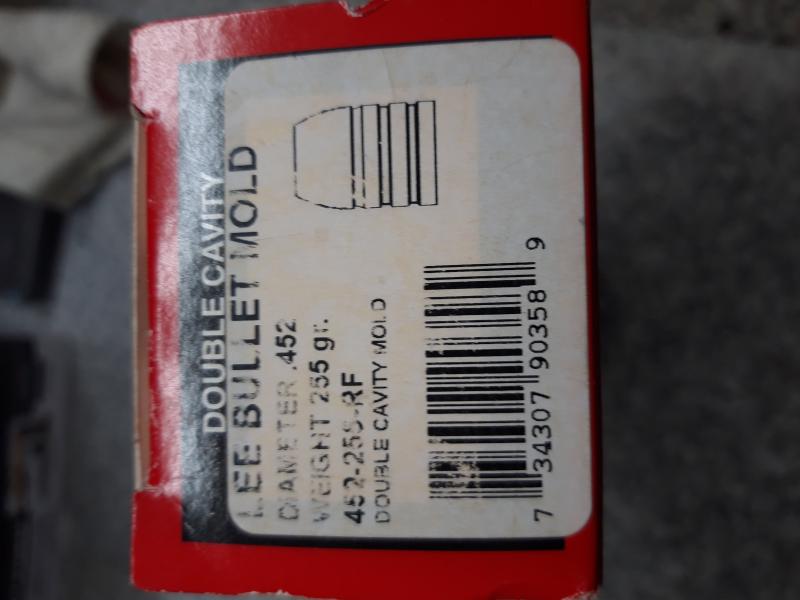 DOUBLE CAVITY
LEE BULLET MOLD
DIAMETER .452
WEIGHT 255 gr.
452-255-RF
DOUBLE CAVITY MOLD
7 34307 90358 9